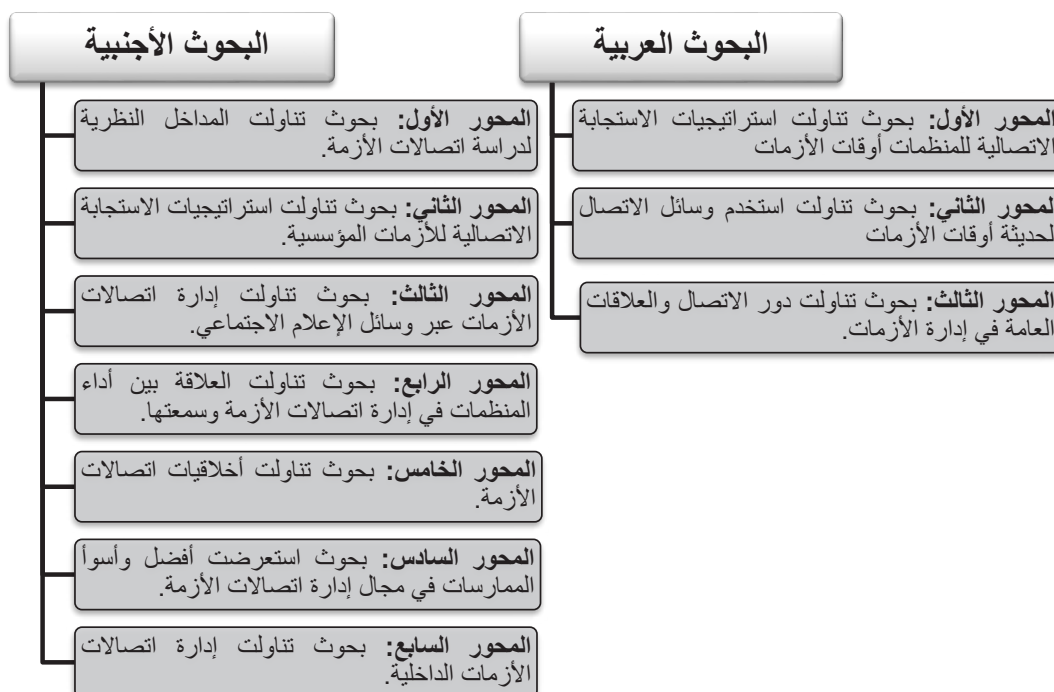 البحوث العربية
المحور الأول: بحوث تناولت استراتيجيات الاستجابة
الاتصالية للمنظمات أوقات الأزمات
المحور الثاني: بحوث تناولت استخدم وسائل الاتصال
لحديثة أوقات الأزمات
المحور الثالث: بحوث تناولت دور الاتصال والعلاقات
العامة في إدارة الأزمات.
البحوث الأجنبية
المحور الأول: بحوث تناولت المداخل النظرية
لدراسة اتصالات الأزمة.
المحور الثاني: بحوث تناولت استراتيجيات الاستجابة
الاتصالية للأزمات المؤسسية.
المحور الثالث: بحوث تناولت إدارة اتصالات
الأزمات عبر وسائل الإعلام الاجتماعي.
المحور الرابع: بحوث تناولت العلاقة بين أداء
المنظمات في إدارة اتصالات الأزمة وسمعتها.
المحور الخامس: بحوث تناولت أخلاقيات اتصالات
الأزمة.
المحور السادس: بحوث استعرضت أفضل وأسوأ
الممارسات في مجال إدارة اتصالات الأزمة.
المحور السابع: بحوث تناولت إدارة اتصالات
الأزمات الداخلية.